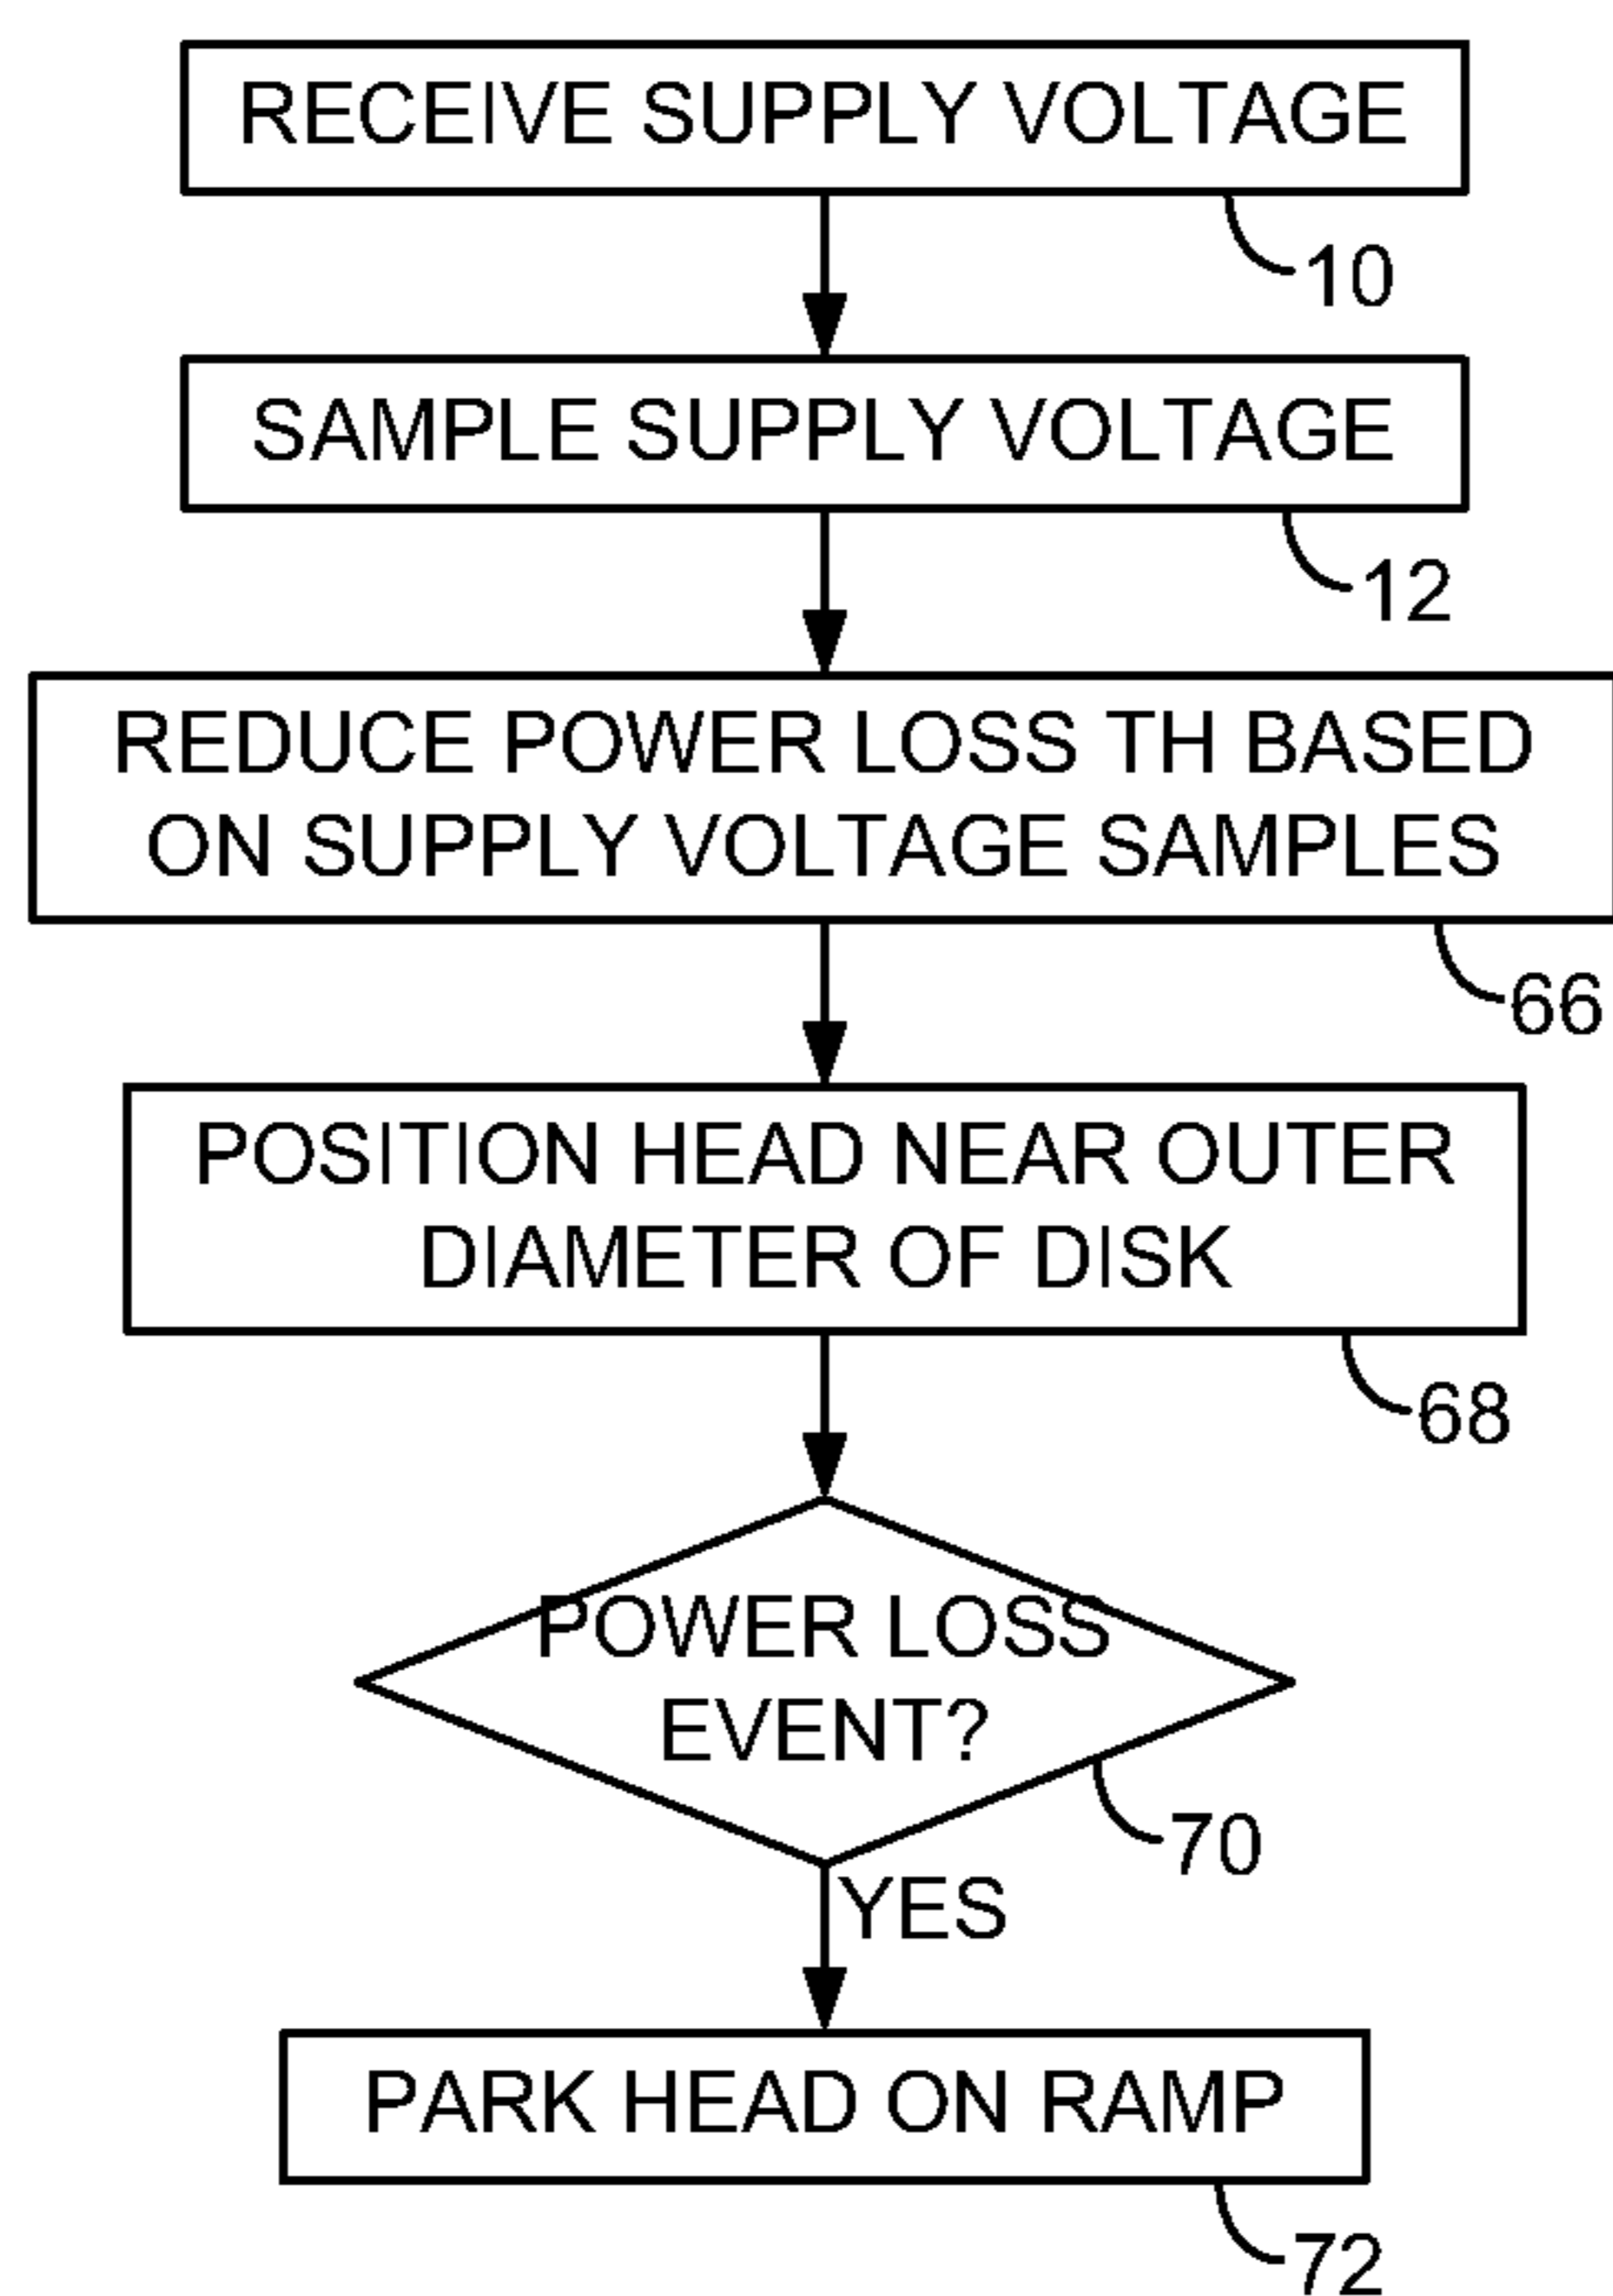 RECEIVE SUPPLY VOLTAGE
10
SAMPLE SUPPLY VOLTAGE
12
REDUCE POWER LOSS TH BASED
ON SUPPLY VOLTAGE SAMPLES
66
POSITION HEAD NEAR OUTER
DIAMETER OF DISK
68
POWER LOSS
EVENT?
70
YES
PARK HEAD ON RAMP
72